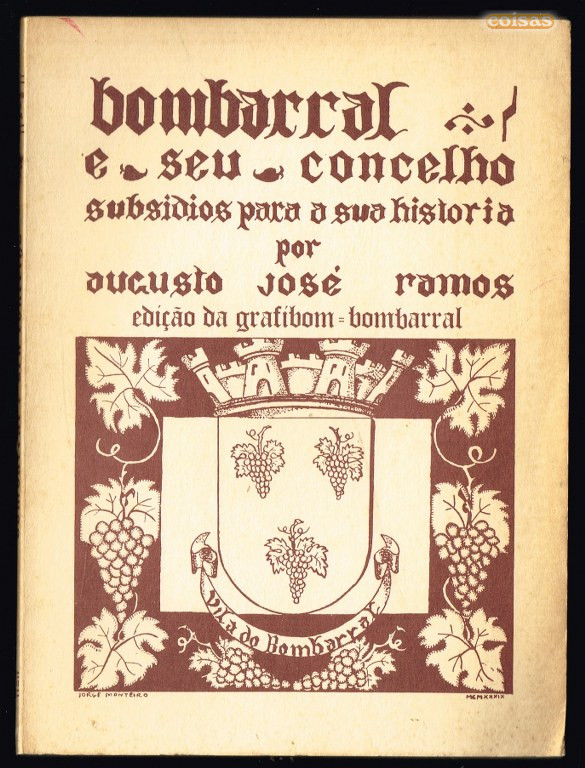 coisas
bombarral
e seu concelho
subsidios para a sua historia
por
augusto josé ramos
edição da grafibom = bombarral
Vila do Bombarral
JORGE MONTEIRO
MCMXXXIX